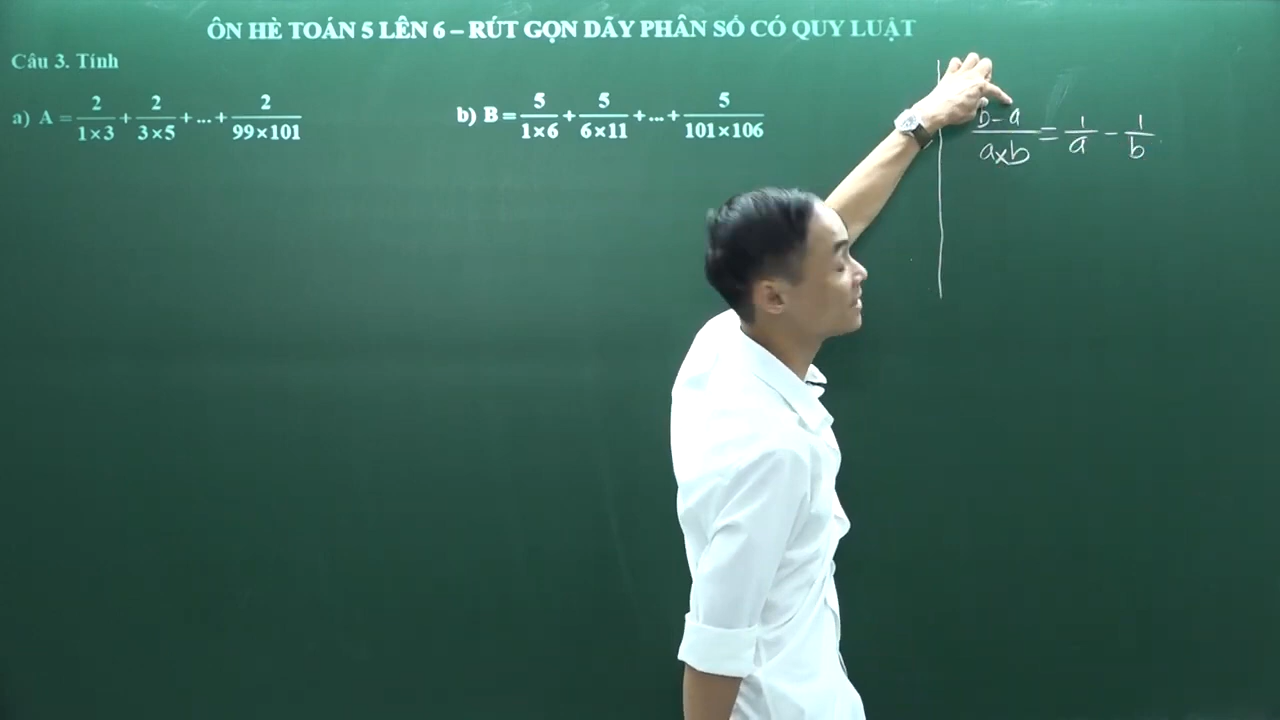 ÔN HÈ TOÁN 5 LÊN 6 – RÚT GỌN DÃY PHÂN SỐ CÓ QUY LUẬT
Câu 3. Tính
a) A = 2/(1×3) + 2/(3×5) + ... + 2/(99×101)
b) B = 5/(1×6) + 5/(6×11) + ... + 5/(101×106)
(b-a)/(a×b) = 1/a - 1/b